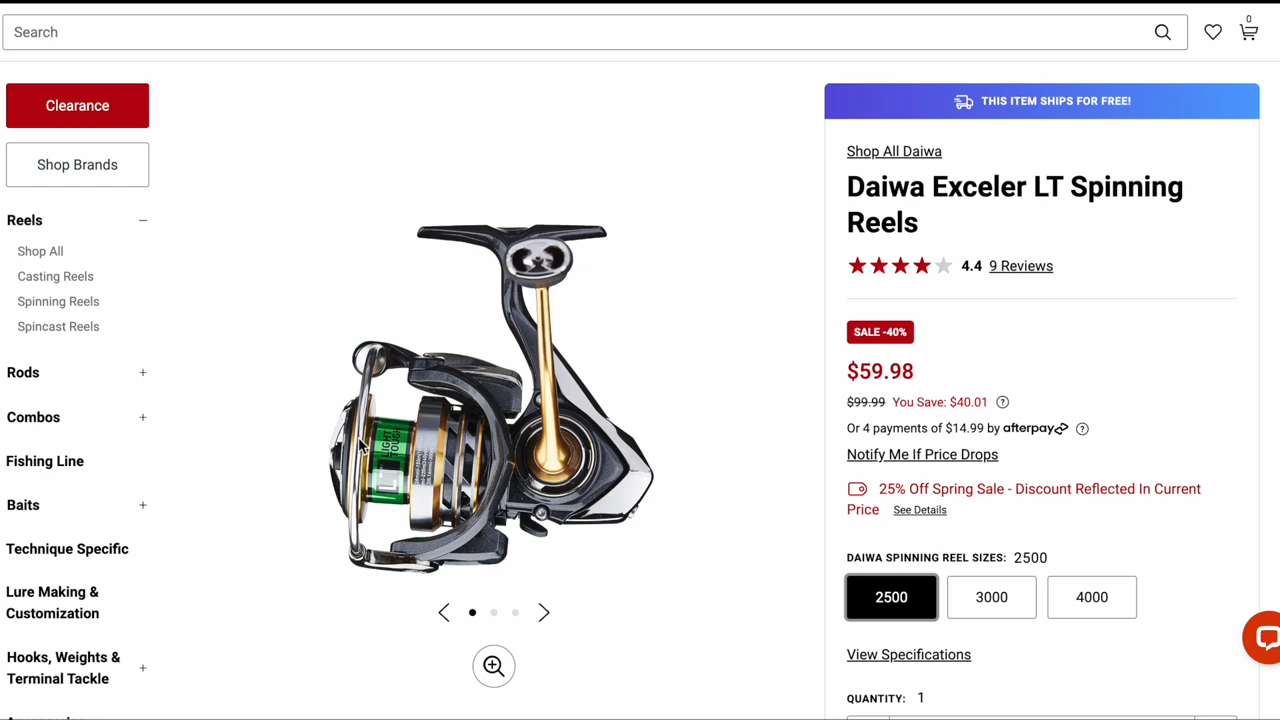 Search
0
Clearance
Shop Brands
Reels
Shop All
Casting Reels
Spinning Reels
Spincast Reels
Rods
Combos
Fishing Line
Baits
Technique Specific
Lure Making &
Customization
Hooks, Weights &
Terminal Tackle
LT
LIGHT
TOUGH
THIS ITEM SHIPS FOR FREE!
Shop All Daiwa
Daiwa Exceler LT Spinning
Reels
4.4 9 Reviews
SALE -40%
$59.98
$99.99 You Save: $40.01 ?
Or 4 payments of $14.99 by afterpay ?
Notify Me If Price Drops
25% Off Spring Sale - Discount Reflected In Current
Price See Details
DAIWA SPINNING REEL SIZES: 2500
2500 3000 4000
View Specifications
QUANTITY: 1